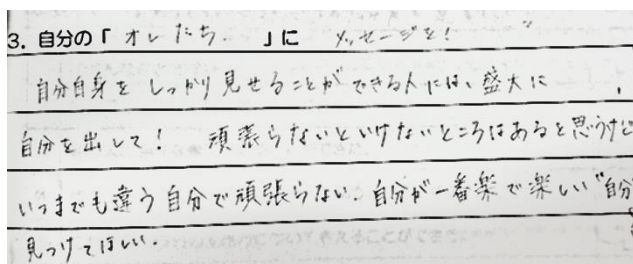 3. 自分の「オレたち」に メッセージを!
自分自身をしっかり見せることができる人には、盛大に
自分を出して! 頑張らないといけないところはあると思うけど
いつまでも違う自分で頑張らない。自分が一番楽で楽しい"自分
見つけてほしい.